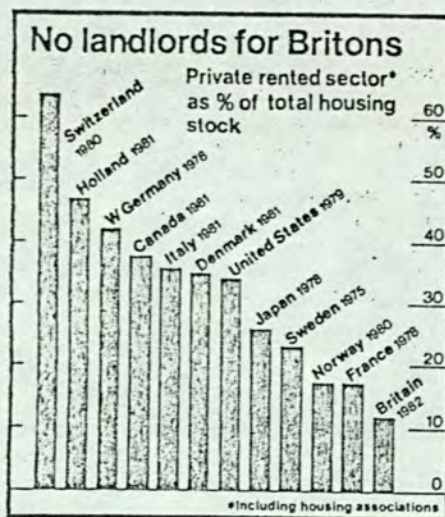 No landlords for Britons
Private rented sector*
as % of total housing
stock
Switzerland
1980
Holland 1981
W Germany 1978
Canada 1981
Italy 1981
Denmark 1981
United States 1979
Japan 1978
Sweden 1975
Norway 1980
France 1978
Britain
1982
60
%
50
40
30
20
10
0
*Including housing associations